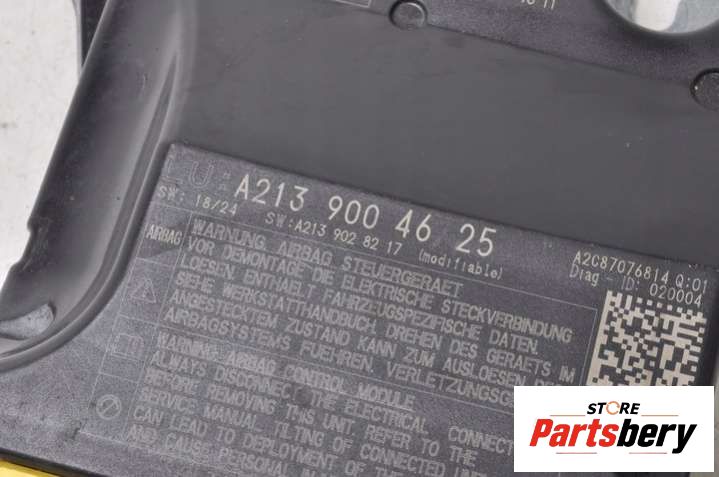 A213 900 46 25
SW: 18/24 SW:A213 902 82 17 (modifiable)
A2C87076814 Q:01
Diag - ID: 020004
AIRBAG
WARNUNG, AIRBAG STEUERGERAET
VOR DEMONTAGE DIE ELEKTRISCHE STECKVERBINDUNG
LOESEN. ENTHAELT FAHRZEUGSPEZIFISCHE DATEN.
SIEHE WERKSTATTHANDBUCH. DREHEN DES GERAETS IM
ANGESTECKTEM ZUSTAND KANN ZUM AUSLOESEN DES
AIRBAGSYSTEMS FUEHREN. VERLETZUNGSG
WARNUNG, AIRBAG CONTROL MODULE.
ALWAYS DISCONNECT THE ELECTRICAL CONNECT
BEFORE REMOVING THIS UNIT. REFER TO THE
SERVICE MANUAL. TILTING A CONNECTED UNIT
CAN LEAD TO DEPLOYMENT OF THE
AND CAUSE PERSONAL
STORE
Partsbery